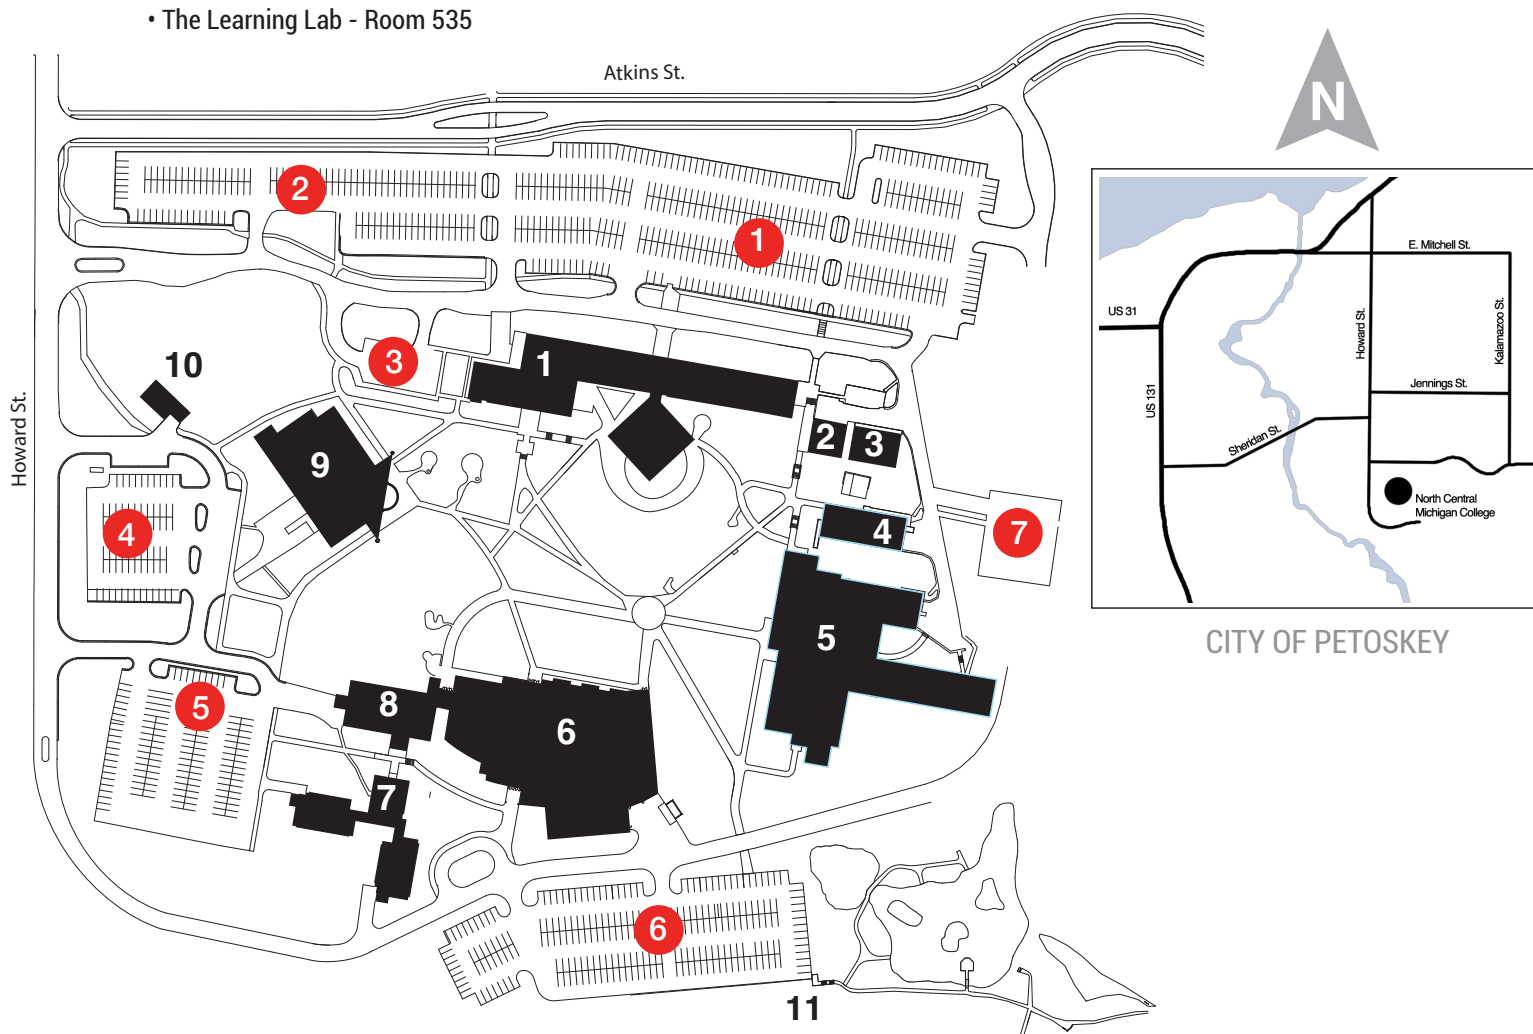 • The Learning Lab - Room 535
Atkins St.
N
2
1
E. Mitchell St.
US 31
Howard St.
Kalamazoo St.
3
1
10
Jennings St.
US 131
Howard St.
2
3
Sheridan St.
9
4
4
7
North Central
Michigan College
5
CITY OF PETOSKEY
5
8
6
7
6
11